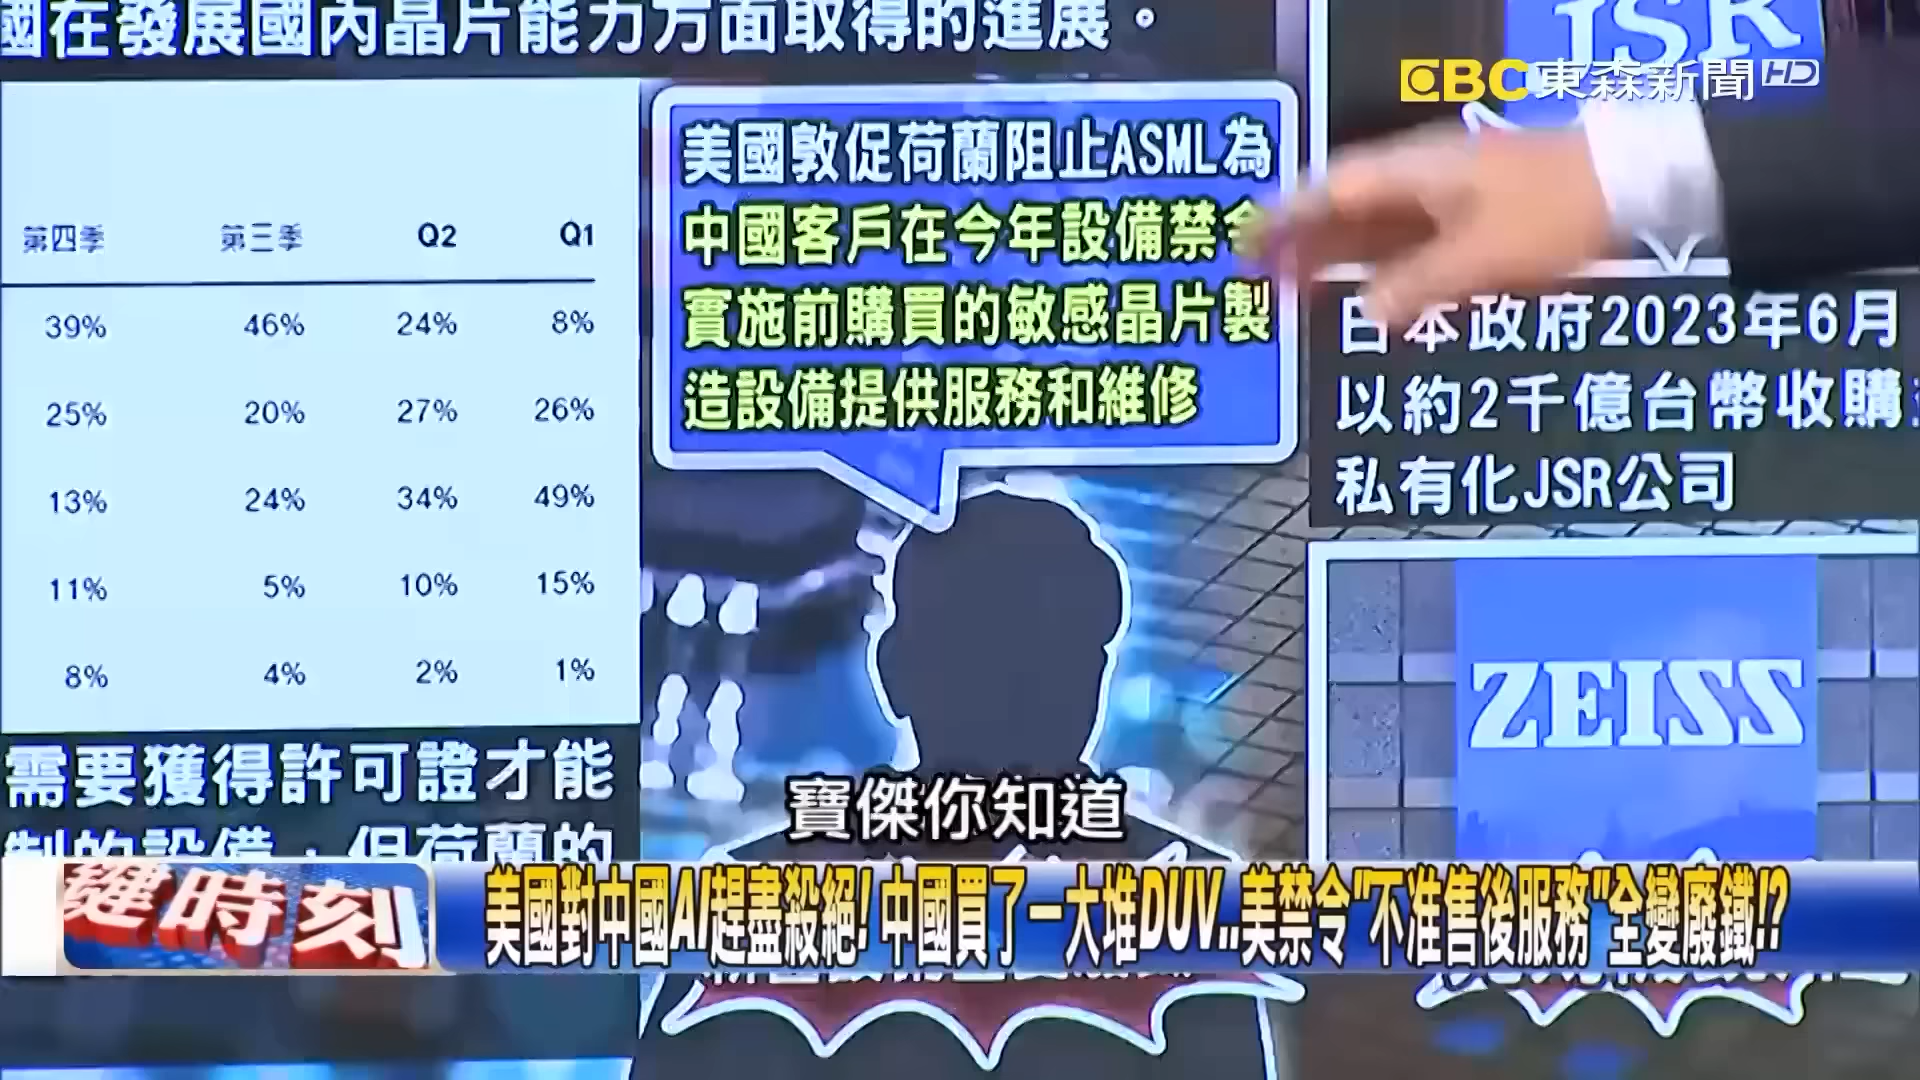 國在發展國內晶片能力方面取得的進展。
JSR
EBC東森新聞HD
第四季 第三季 Q2 Q1
39% 46% 24% 8%
25% 20% 27% 26%
13% 24% 34% 49%
11% 5% 10% 15%
8% 4% 2% 1%
需要獲得許可證才能
制的設備，但荷蘭的
美國敦促荷蘭阻止ASML為
中國客戶在今年設備禁令
實施前購買的敏感晶片製
造設備提供服務和維修
日本政府2023年6月
以約2千億台幣收購
私有化JSR公司
ZEISS
寶傑你知道
鍵時刻
美國對中國AI趕盡殺絕!中國買了一大堆DUV..美禁令"不准售後服務"全變廢鐵!?